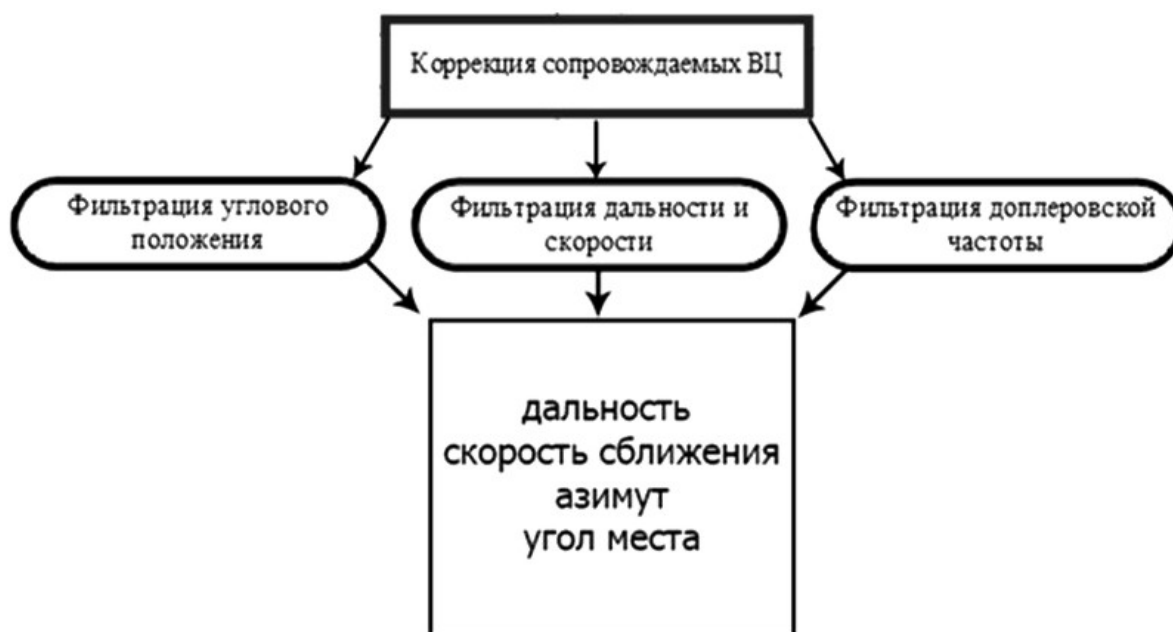 Коррекция сопровождаемых ВЦ
Фильтрация углового
положения
Фильтрация дальности и
скорости
Фильтрация доплеровской
частоты
дальность
скорость сближения
азимут
угол места